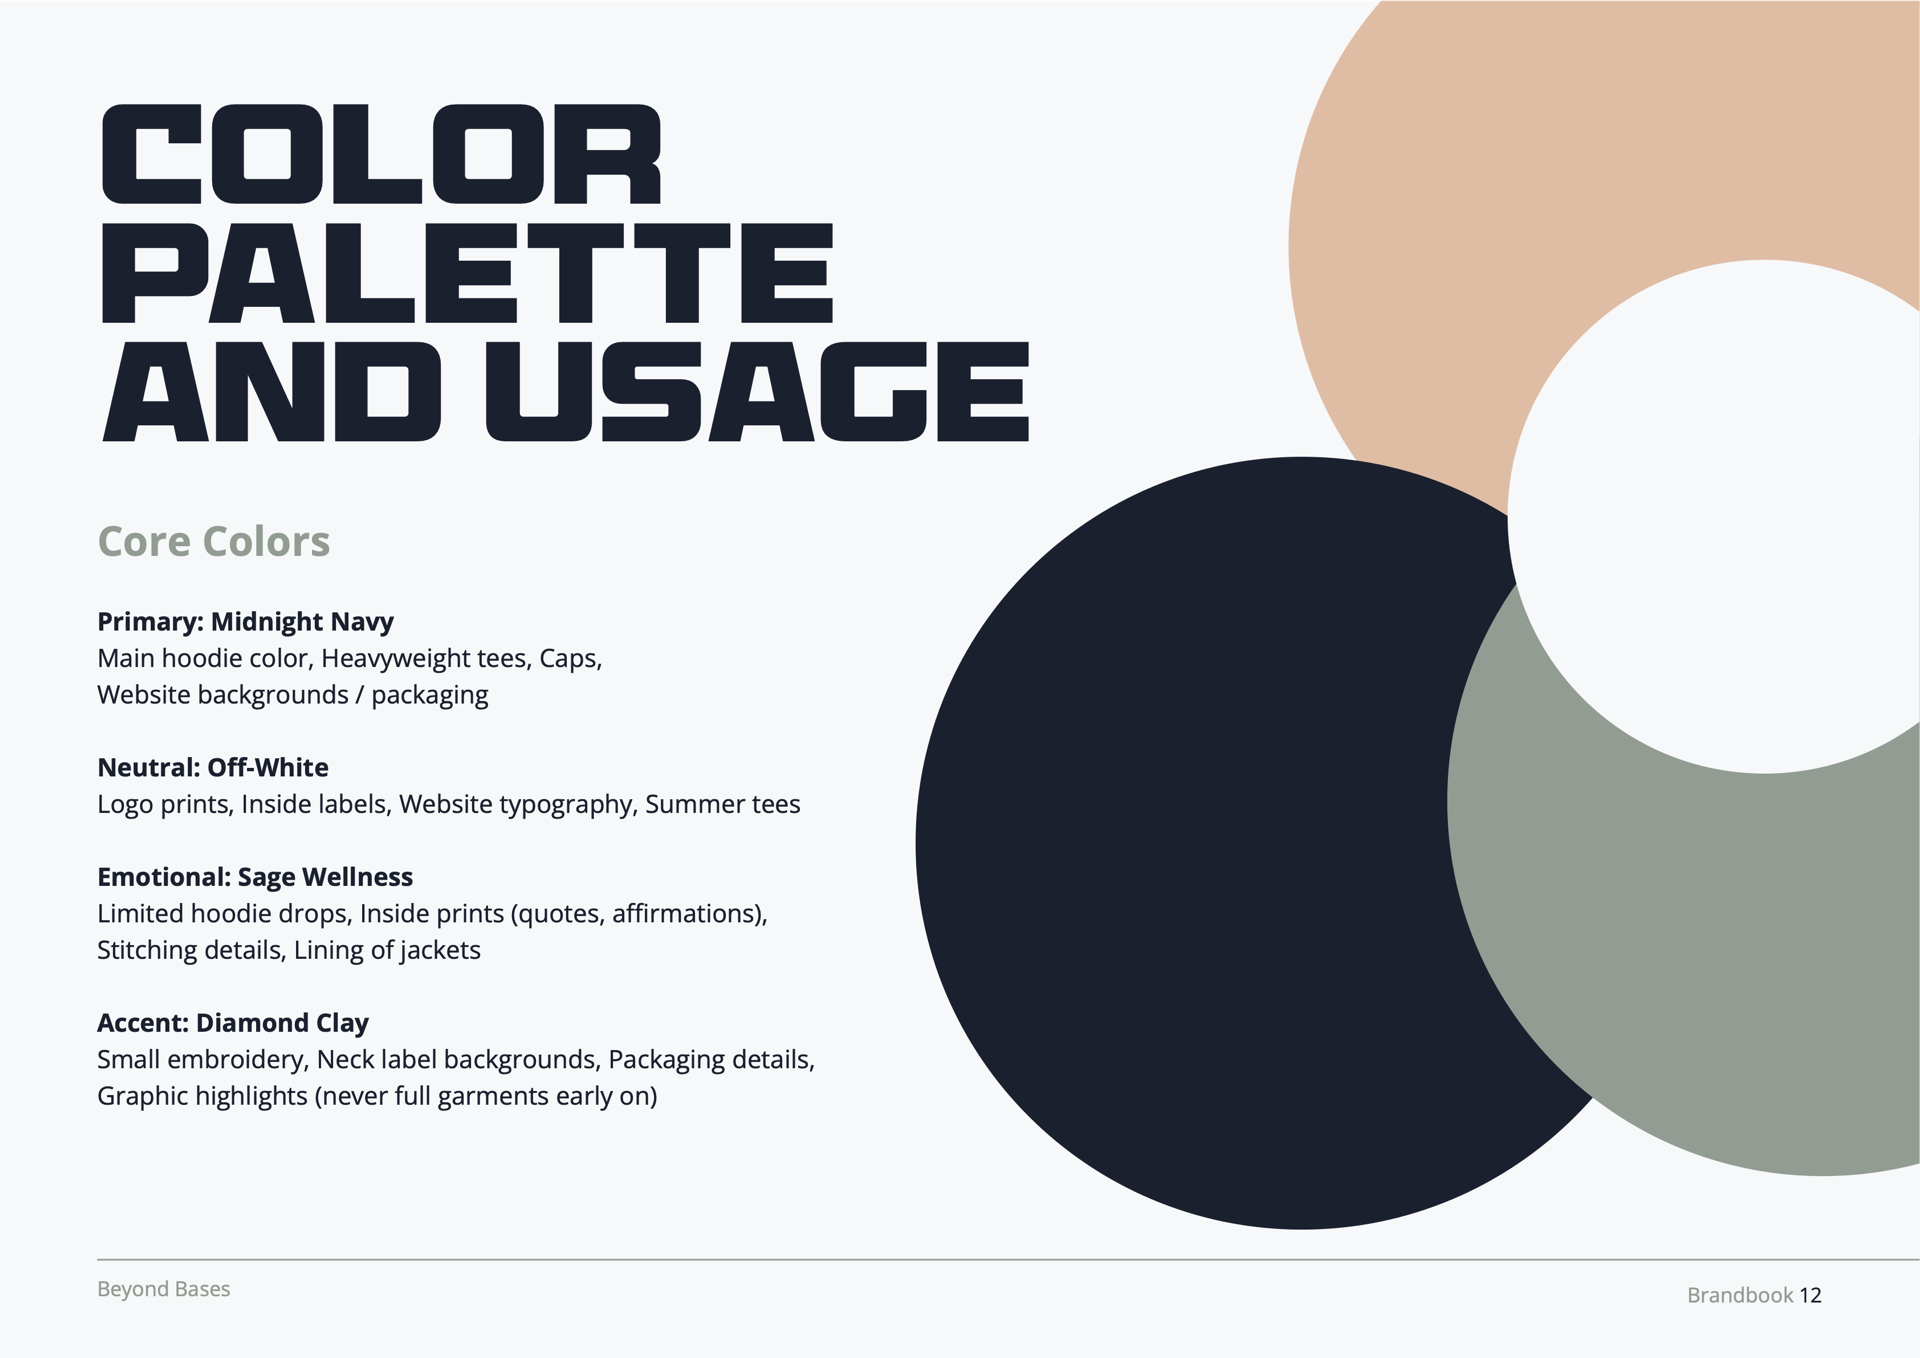 COLOR
PALETTE
AND USAGE
Core Colors
Primary: Midnight Navy
Main hoodie color, Heavyweight tees, Caps,
Website backgrounds / packaging
Neutral: Off-White
Logo prints, Inside labels, Website typography, Summer tees
Emotional: Sage Wellness
Limited hoodie drops, Inside prints (quotes, affirmations),
Stitching details, Lining of jackets
Accent: Diamond Clay
Small embroidery, Neck label backgrounds, Packaging details,
Graphic highlights (never full garments early on)
Beyond Bases
Brandbook 12